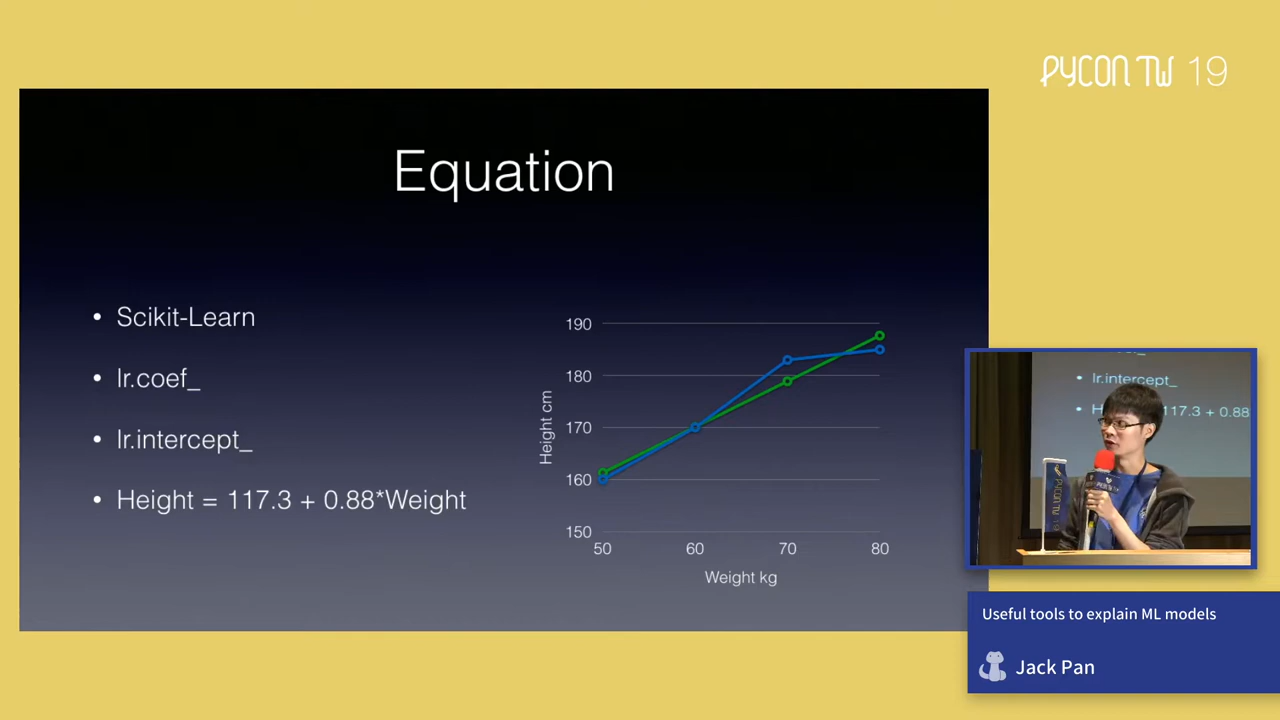 PYCON TW 19
Equation
• Scikit-Learn
• lr.coef_
• lr.intercept_
• Height = 117.3 + 0.88*Weight
190
180
170
160
150
Height cm
50 60 70 80
Weight kg
• lr.intercept_
117.3 + 0.88
PYCON TW
Useful tools to explain ML models
Jack Pan